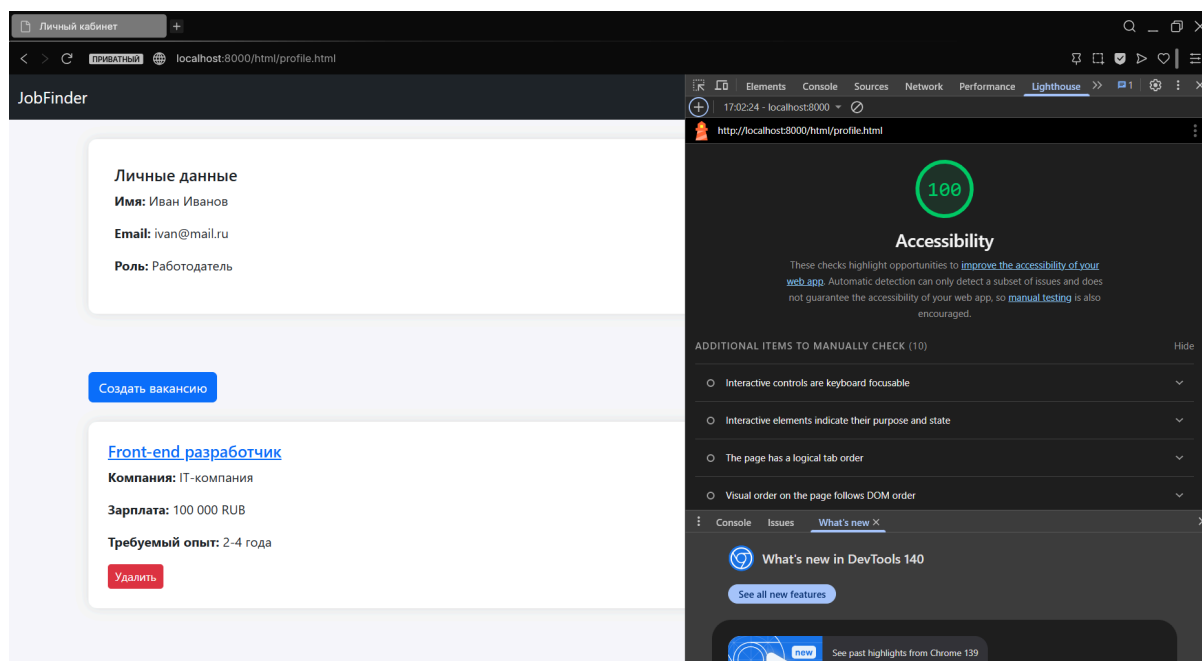 Личный кабинет
ПРИВАТНЫЙ localhost:8000/html/profile.html
JobFinder
Личные данные
Имя: Иван Иванов
Email: ivan@mail.ru
Роль: Работодатель
Создать вакансию
Front-end разработчик
Компания: IT-компания
Зарплата: 100 000 RUB
Требуемый опыт: 2-4 года
Удалить
Elements Console Sources Network Performance Lighthouse 1
17:02:24 - localhost:8000
http://localhost:8000/html/profile.html
100
Accessibility
These checks highlight opportunities to improve the accessibility of your
web app. Automatic detection can only detect a subset of issues and does
not guarantee the accessibility of your web app, so manual testing is also
encouraged.
ADDITIONAL ITEMS TO MANUALLY CHECK (10) Hide
Interactive controls are keyboard focusable
Interactive elements indicate their purpose and state
The page has a logical tab order
Visual order on the page follows DOM order
Console Issues What's new
What's new in DevTools 140
See all new features
new
See past highlights from Chrome 139